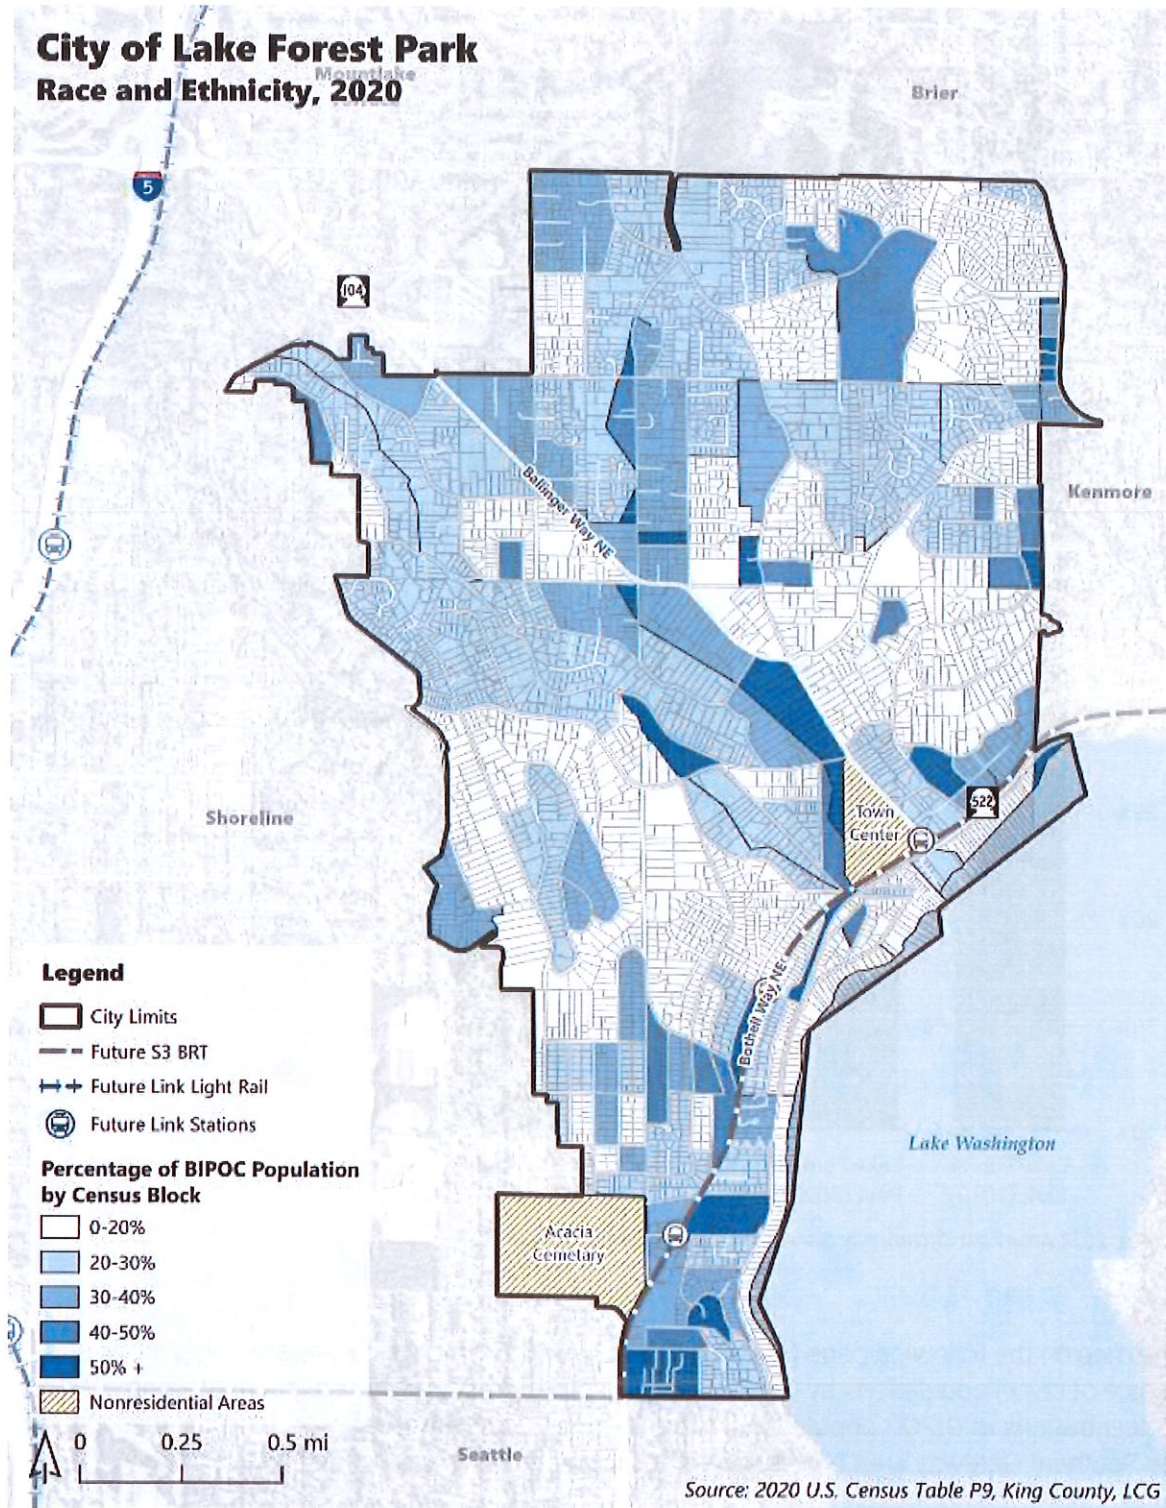 City of Lake Forest Park
Mountlake
Terrace
Race and Ethnicity, 2020
Brier
5
104
Ballinger Way NE
Kenmore
Shoreline
522
Town
Center
Legend
City Limits
Future S3 BRT
Future Link Light Rail
Future Link Stations
Bothell Way NE
Lake Washington
Percentage of BIPOC Population
by Census Block
0-20%
20-30%
30-40%
40-50%
50% +
Nonresidential Areas
Acacia
Cemetary
0 0.25 0.5 mi
Seattle
Source: 2020 U.S. Census Table P9, King County, LCG